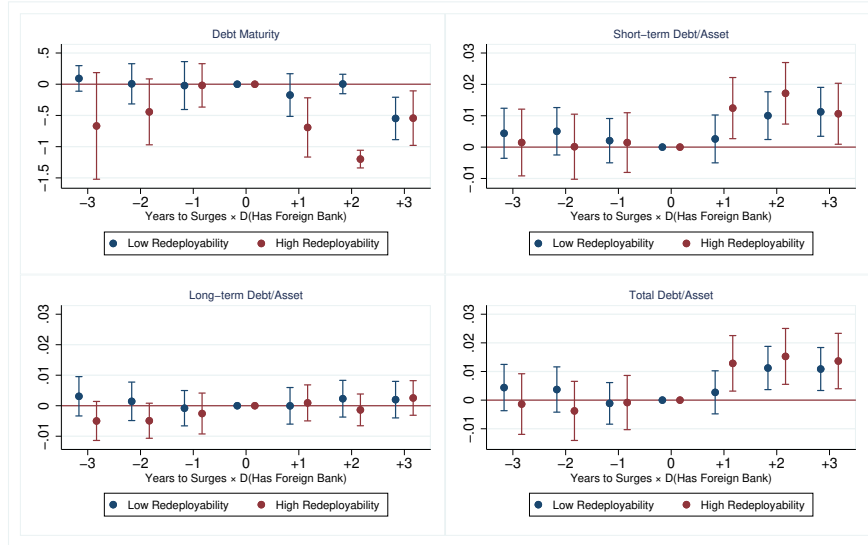 Debt Maturity
.5
0
-.5
-1
-1.5
-3 -2 -1 0 +1 +2 +3
Years to Surges × D(Has Foreign Bank)
Low Redeployability High Redeployability
Short-term Debt/Asset
.03
.02
.01
0
-.01
-3 -2 -1 0 +1 +2 +3
Years to Surges × D(Has Foreign Bank)
Low Redeployability High Redeployability
Long-term Debt/Asset
.03
.02
.01
0
-.01
-3 -2 -1 0 +1 +2 +3
Years to Surges × D(Has Foreign Bank)
Low Redeployability High Redeployability
Total Debt/Asset
.03
.02
.01
0
-.01
-3 -2 -1 0 +1 +2 +3
Years to Surges × D(Has Foreign Bank)
Low Redeployability High Redeployability